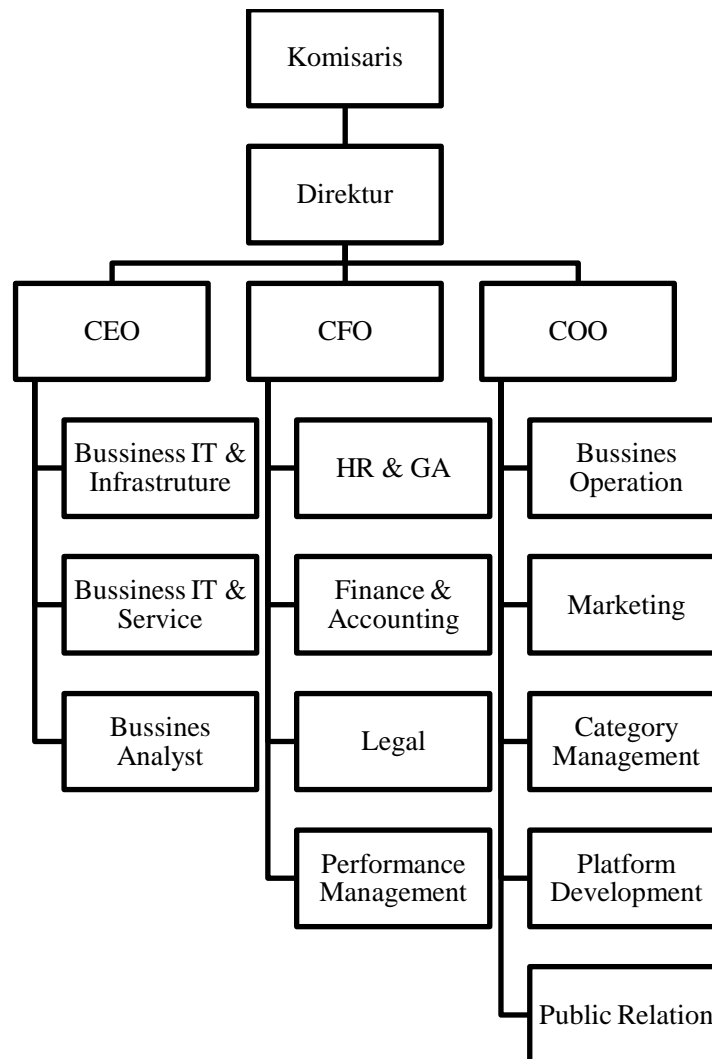 Komisaris
Direktur
CEO
CFO
COO
Bussiness IT &
Infrastruture
HR & GA
Bussines
Operation
Bussiness IT &
Service
Finance &
Accounting
Marketing
Bussines
Analyst
Legal
Category
Management
Performance
Management
Platform
Development
Public Relation